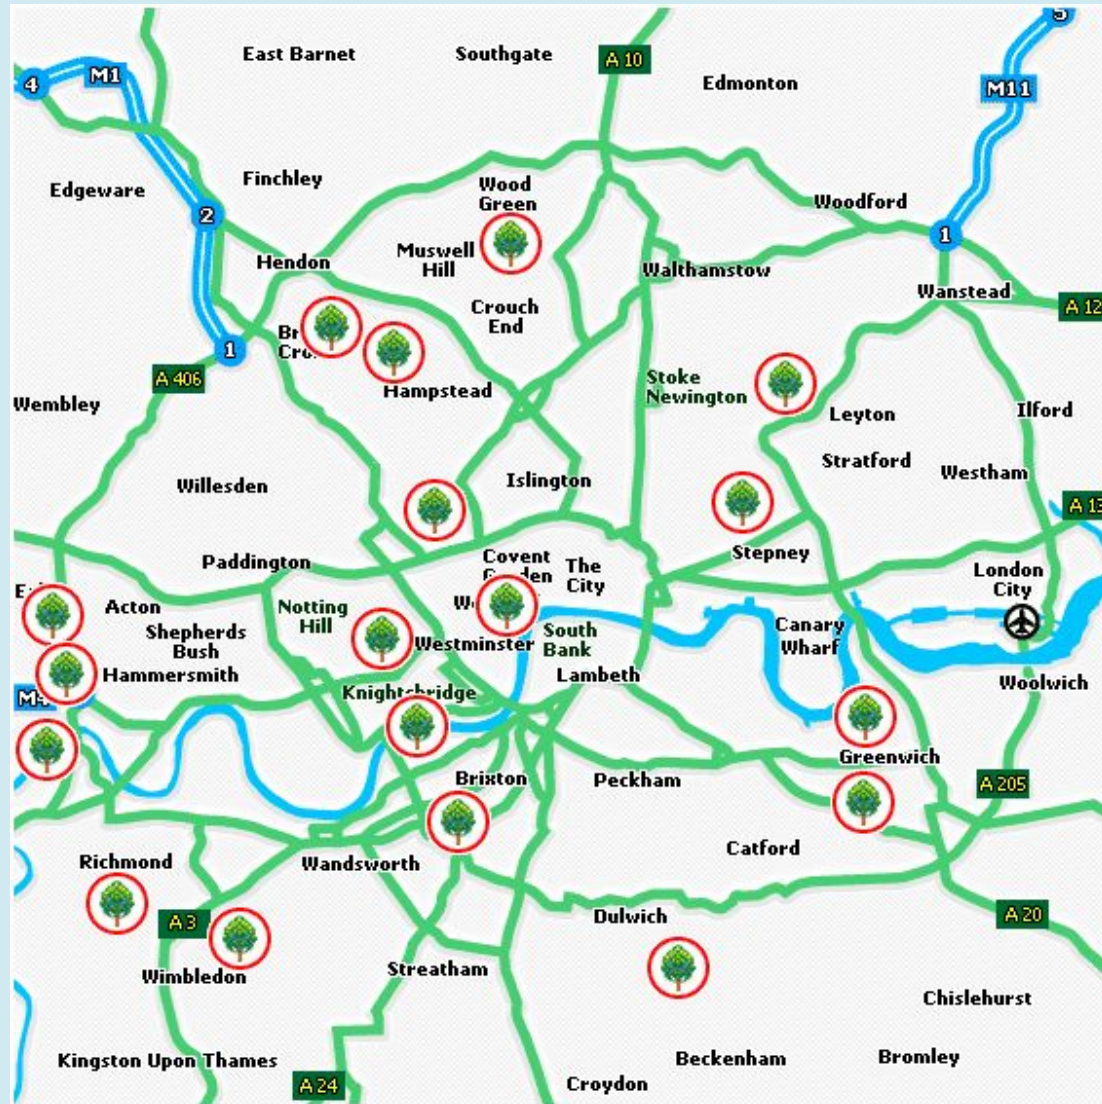 East Barnet
Southgate
A 10
5
Edmonton
4
M1
M11
Edgeware
Finchley
Wood
Green
Woodford
2
1
Muswell
Hill
Hendon
Walthamstow
Wanstead
A 12
Crouch
End
1
A 406
Hampstead
Stoke
Newington
Wembley
Leyton
Ilford
Stratford
Westham
Willesden
Islington
A 13
Paddington
Covent
The
City
Stepney
London
City
Acton
Notting
Hill
Shepherds
Bush
Westminster
South
Bank
Canary
Wharf
Hammersmith
Knightsbridge
Lambeth
Woolwich
M4
Greenwich
Brixton
Peckham
A 205
Richmond
Wandsworth
Catford
A 3
Dulwich
A 20
Wimbledon
Streatham
Chislehurst
Kingston Upon Thames
Beckenham
Bromley
A 24
Croydon